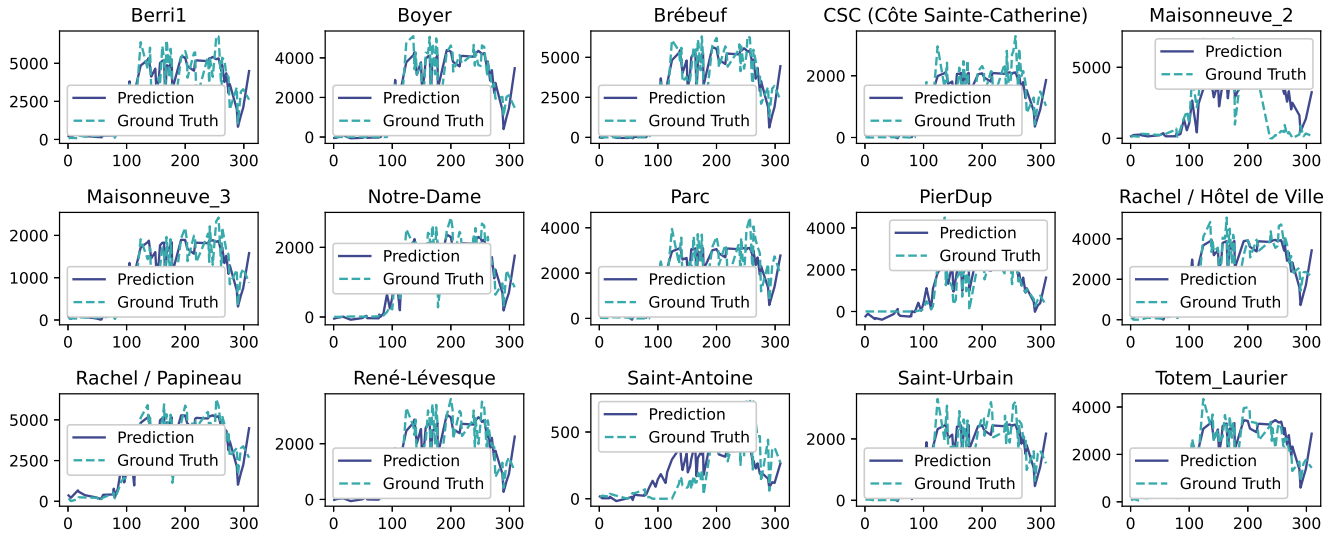 Berri1
5000
2500
0
Prediction
Ground Truth
0 100 200 300
Boyer
4000
2000
0
Prediction
Ground Truth
0 100 200 300
Brébeuf
5000
2500
0
Prediction
Ground Truth
0 100 200 300
CSC (Côte Sainte-Catherine)
2000
0
Prediction
Ground Truth
0 100 200 300
Maisonneuve_2
5000
0
Prediction
Ground Truth
0 100 200 300
Maisonneuve_3
2000
1000
0
Prediction
Ground Truth
0 100 200 300
Notre-Dame
2000
0
Prediction
Ground Truth
0 100 200 300
Parc
4000
2000
0
Prediction
Ground Truth
0 100 200 300
PierDup
4000
2000
0
Prediction
Ground Truth
0 100 200 300
Rachel / Hôtel de Ville
4000
2000
0
Prediction
Ground Truth
0 100 200 300
Rachel / Papineau
5000
2500
0
Prediction
Ground Truth
0 100 200 300
René-Lévesque
2000
0
Prediction
Ground Truth
0 100 200 300
Saint-Antoine
500
0
Prediction
Ground Truth
0 100 200 300
Saint-Urbain
2000
0
Prediction
Ground Truth
0 100 200 300
Totem_Laurier
4000
2000
0
Prediction
Ground Truth
0 100 200 300